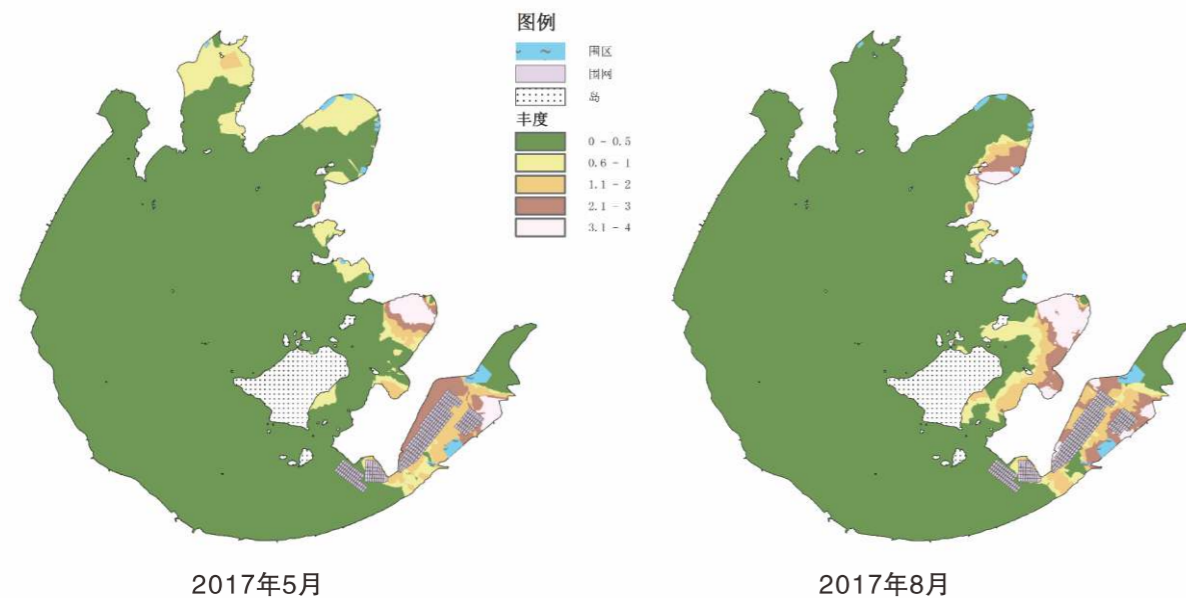 图例
围区
围网
岛
丰度
0 - 0.5
0.6 - 1
1.1 - 2
2.1 - 3
3.1 - 4
2017年5月
2017年8月